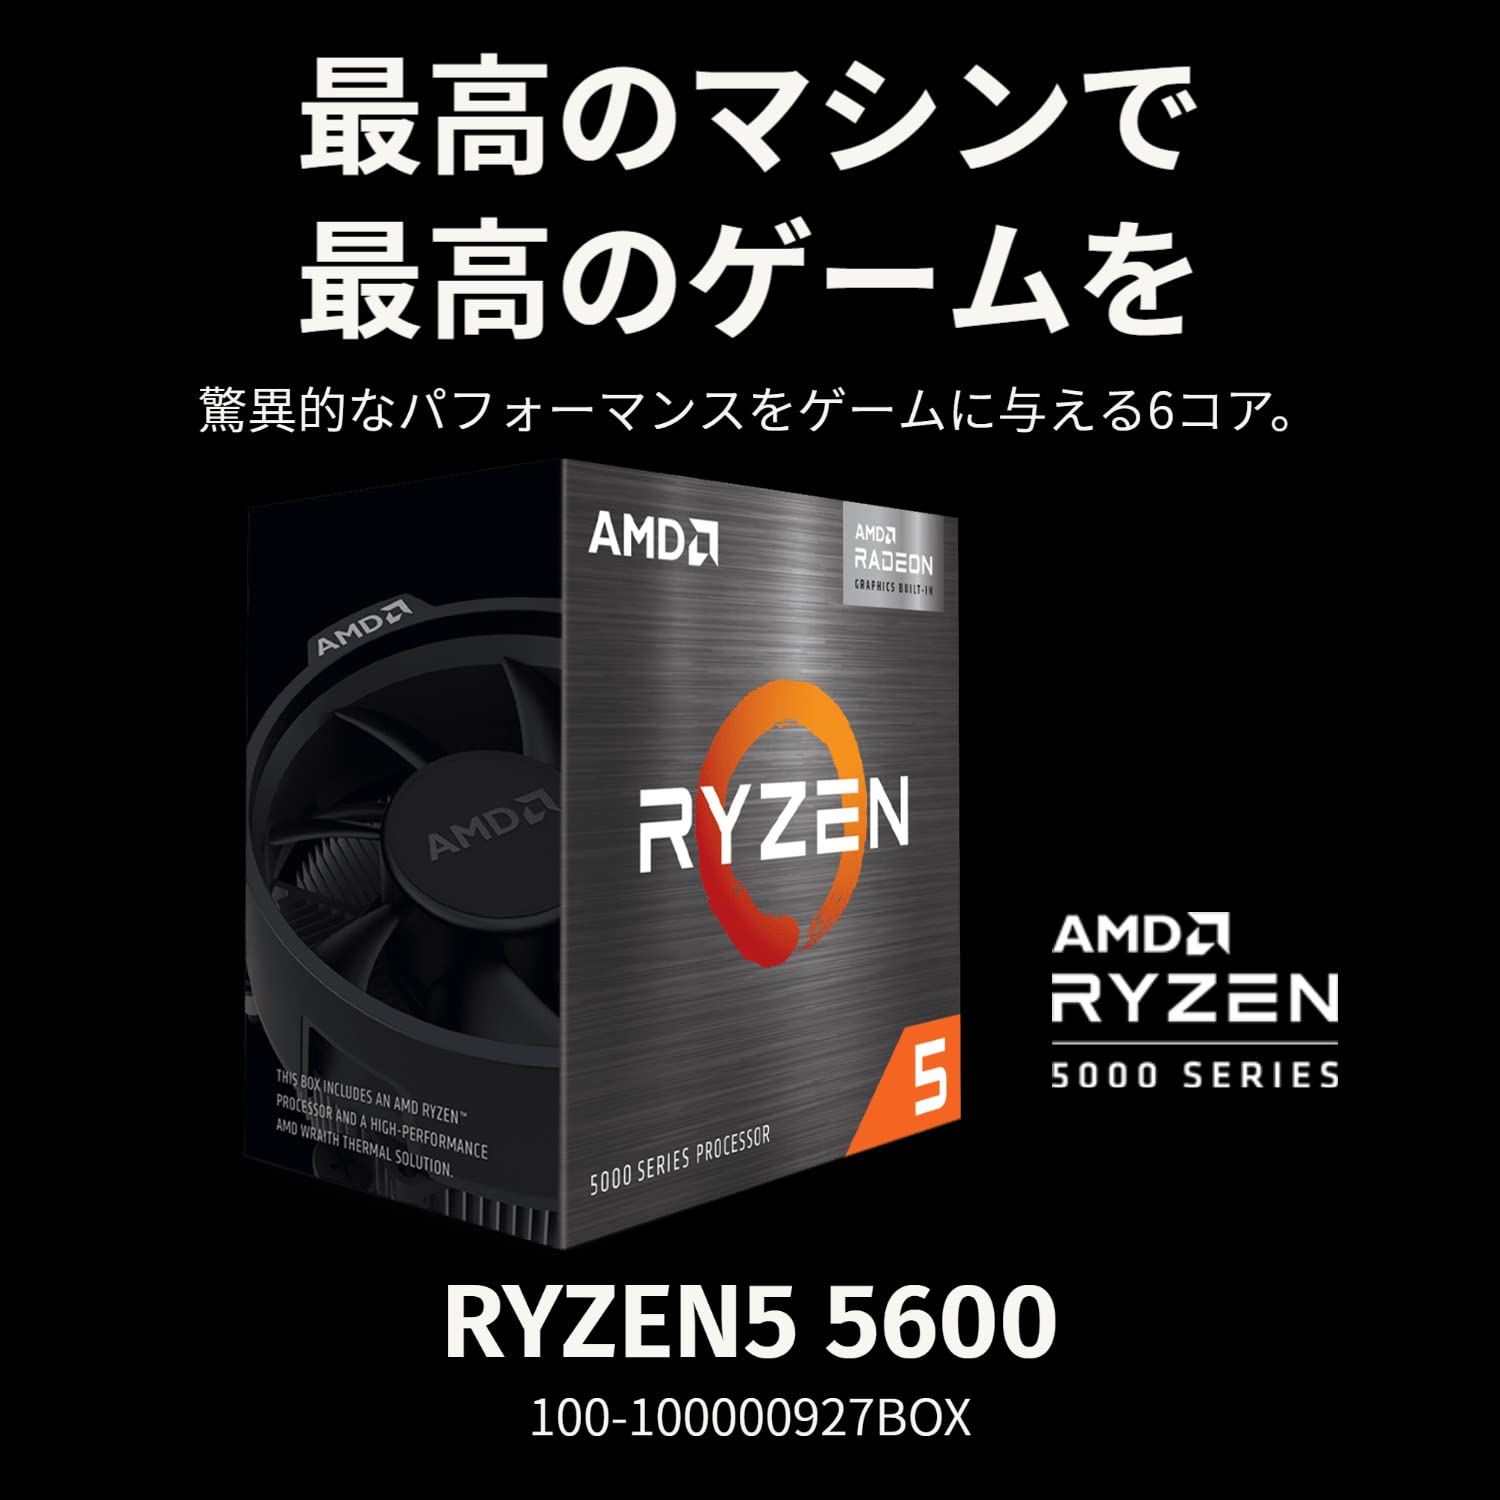 最高のマシンで
最高のゲームを
驚異的なパフォーマンスをゲームに与える6コア。
AMD
AMD
RADEON
GRAPHICS BUILT-IN
AMD
AMD
RYZEN
5
THIS BOX INCLUDES AN AMD RYZEN™
PROCESSOR AND A HIGH-PERFORMANCE
AMD WRAITH THERMAL SOLUTION.
5000 SERIES PROCESSOR
AMD
RYZEN
5000 SERIES
RYZEN5 5600
100-100000927BOX